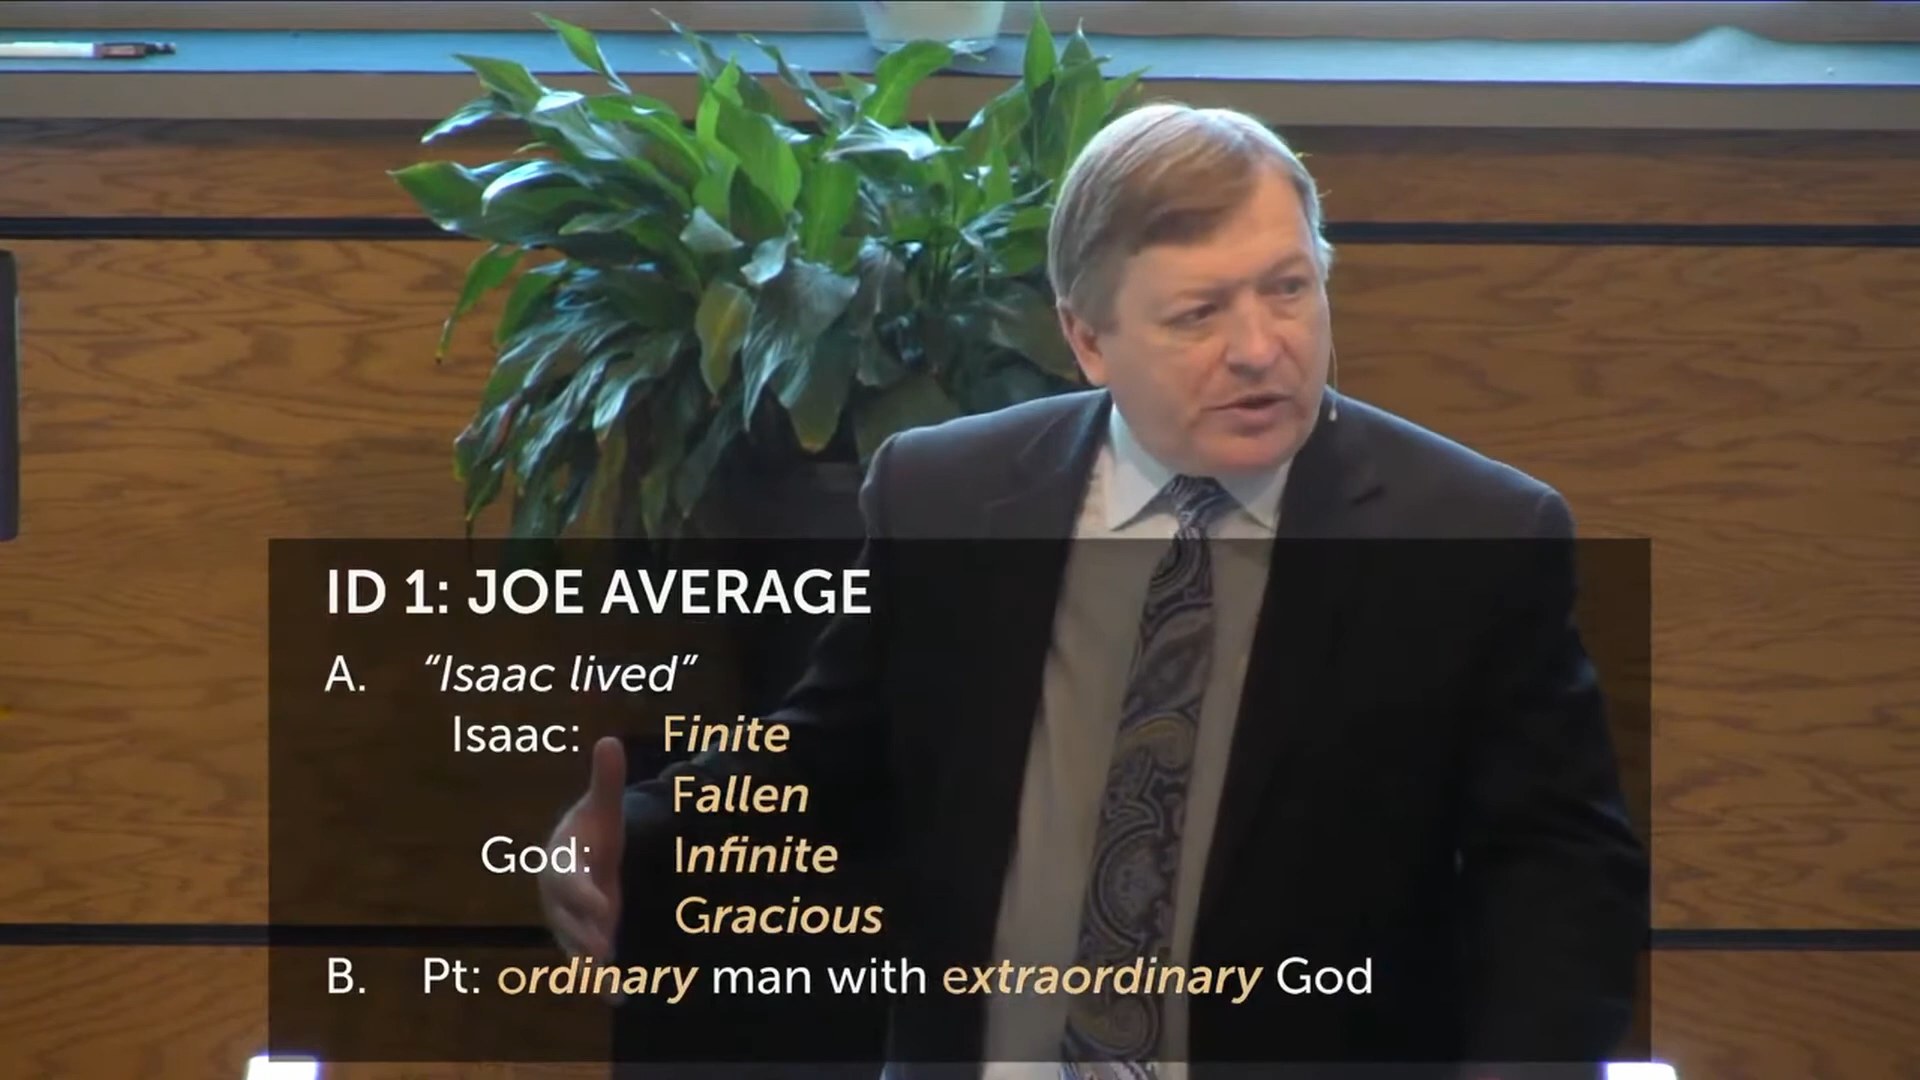 ID 1: JOE AVERAGE
A. “Isaac lived”
Isaac: Finite
Fallen
God: Infinite
Gracious
B. Pt: ordinary man with extraordinary God